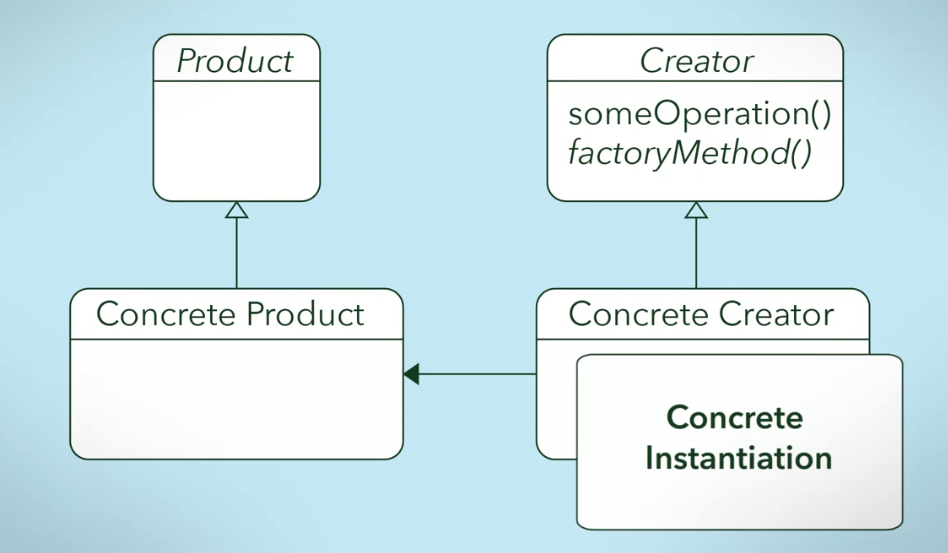 Product
Creator
someOperation()
factoryMethod()
Concrete Product
Concrete Creator
Concrete
Instantiation